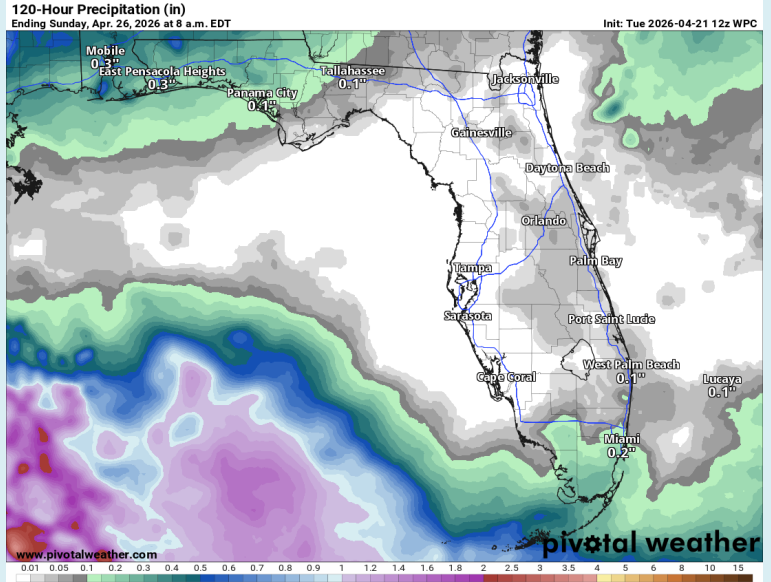 120-Hour Precipitation (in)
Ending Sunday, Apr. 26, 2026 at 8 a.m. EDT
Init: Tue 2026-04-21 12z WPC
Mobile
0.3"
East Pensacola Heights
0.3"
Tallahassee
0.1"
Panama City
0.1"
Jacksonville
Gainesville
Daytona Beach
Orlando
Palm Bay
Tampa
Sarasota
Port Saint Lucie
West Palm Beach
0.1"
Cape Coral
Lucaya
0.1"
Miami
0.2"
www.pivotalweather.com
pivotal weather
0.01 0.05 0.1 0.2 0.3 0.4 0.5 0.6 0.7 0.8 0.9 1 1.2 1.4 1.6 1.8 2 2.5 3 3.5 4 5 6 8 10 15